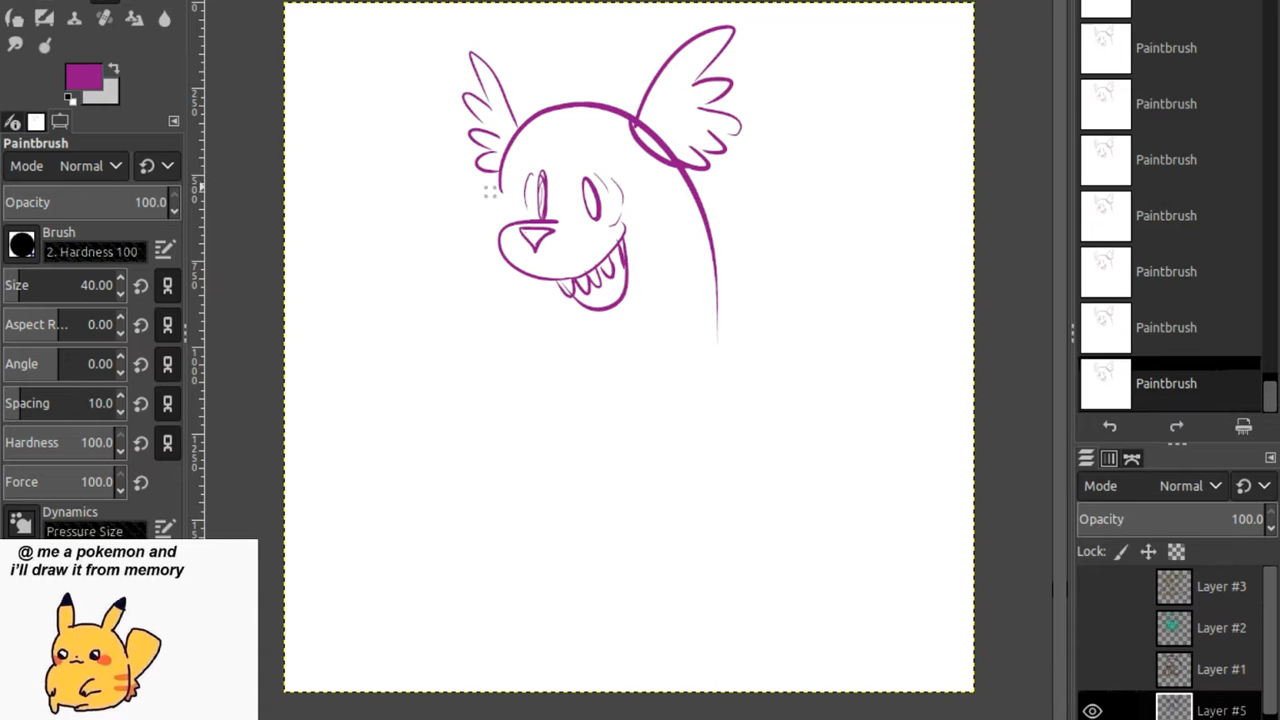 Paintbrush
Mode Normal
Opacity 100.0
Brush
2. Hardness 100
Size 40.00
Aspect R... 0.00
Angle 0.00
Spacing 10.0
Hardness 100.0
Force 100.0
Dynamics
Pressure Size
@ me a pokemon and
i'll draw it from memory
Paintbrush
Paintbrush
Paintbrush
Paintbrush
Paintbrush
Paintbrush
Paintbrush
Mode Normal
Opacity 100.0
Lock:
Layer #3
Layer #2
Layer #1
Layer #5